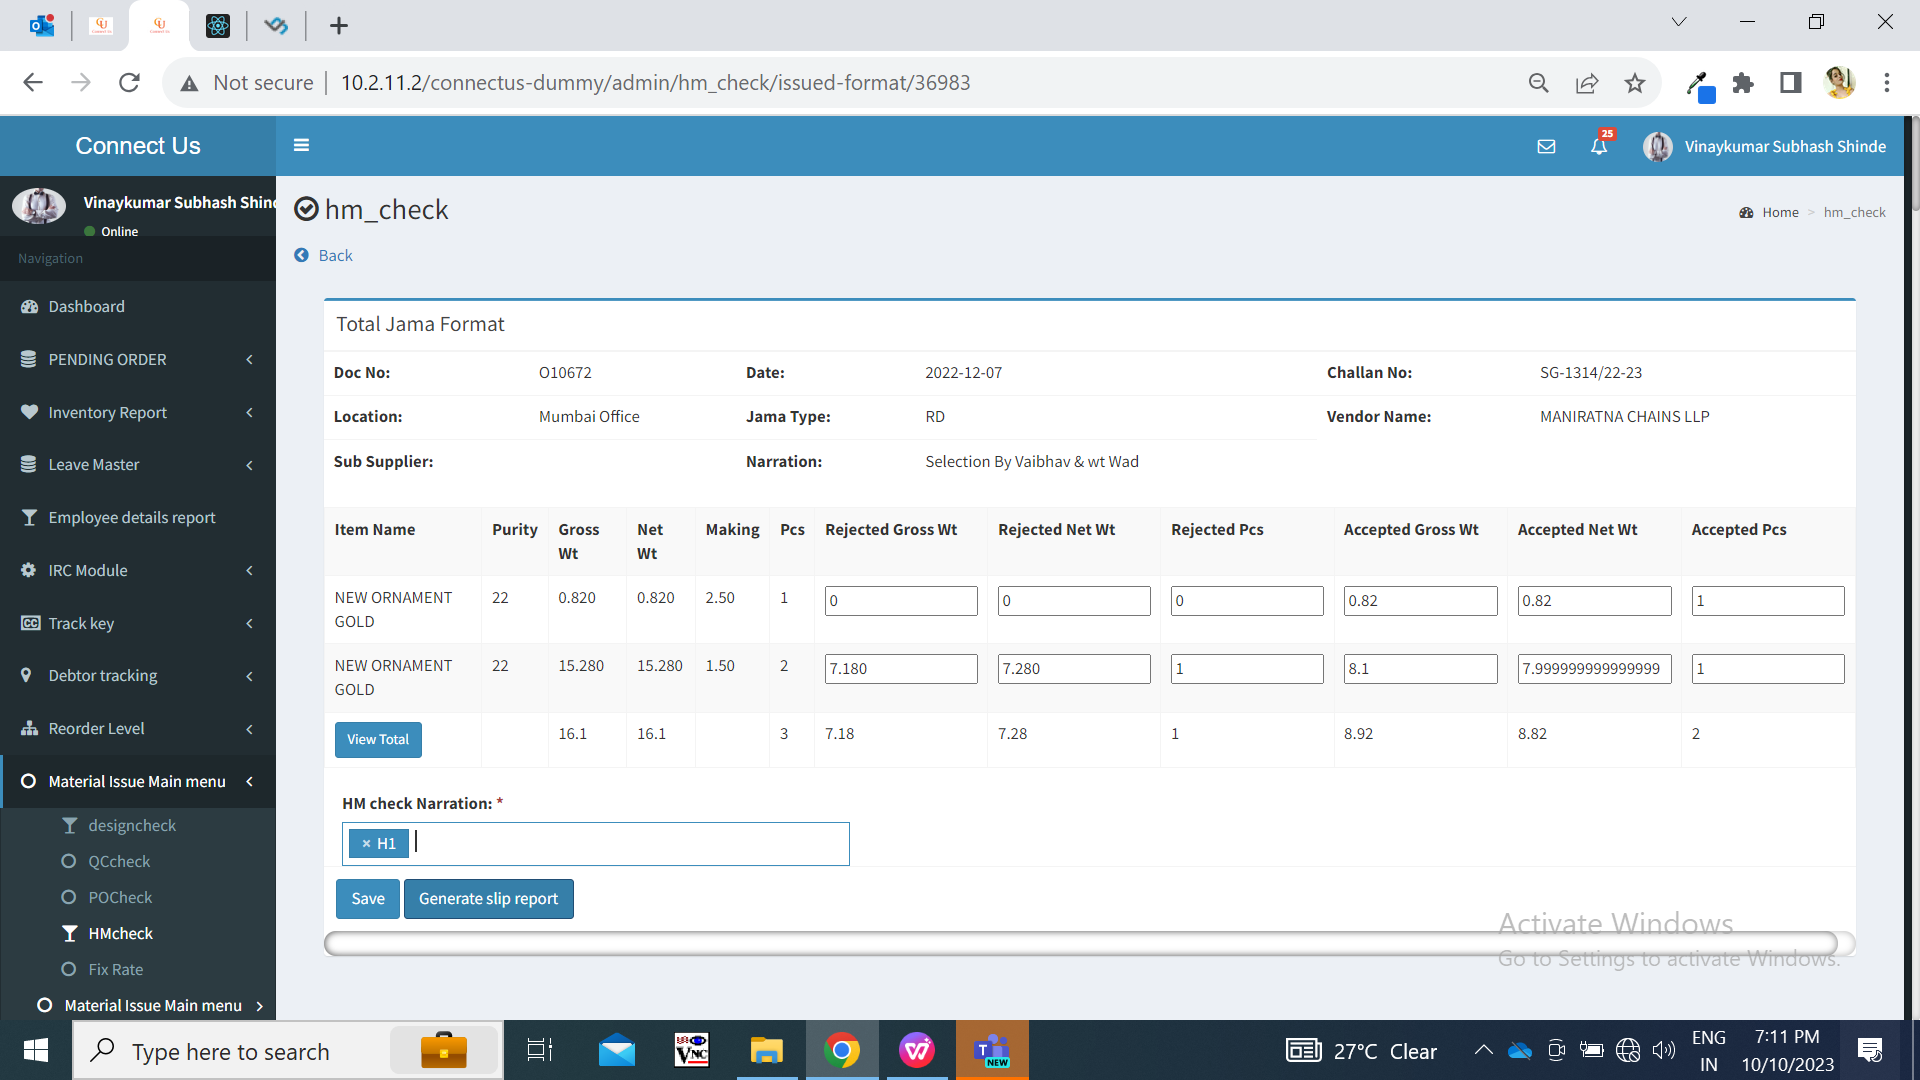 Not secure | 10.2.11.2/connectus-dummy/admin/hm_check/issued-format/36983
Connect Us
25
Vinaykumar Subhash Shinde
Vinaykumar Subhash Shin
Online
Navigation
Dashboard
PENDING ORDER
Inventory Report
Leave Master
Employee details report
IRC Module
Track key
Debtor tracking
Reorder Level
Material Issue Main menu
designcheck
QCcheck
POCheck
HMcheck
Fix Rate
Material Issue Main menu
hm_check
Home > hm_check
Back
Total Jama Format
Doc No: O10672 Date: 2022-12-07 Challan No: SG-1314/22-23
Location: Mumbai Office Jama Type: RD Vendor Name: MANIRATNA CHAINS LLP
Sub Supplier: Narration: Selection By Vaibhav & wt Wad
Item Name Purity Gross Wt Net Wt Making Pcs Rejected Gross Wt Rejected Net Wt Rejected Pcs Accepted Gross Wt Accepted Net Wt Accepted Pcs
NEW ORNAMENT GOLD 22 0.820 0.820 2.50 1 0 0 0 0.82 0.82 1
NEW ORNAMENT GOLD 22 15.280 15.280 1.50 2 7.180 7.280 1 8.1 7.999999999999999 1
View Total 16.1 16.1 3 7.18 7.28 1 8.92 8.82 2
HM check Narration: *
× H1
Save Generate slip report
Activate Windows
Go to Settings to activate Windows.
Type here to search
VNC
NEW
27°C Clear
ENG
IN
7:11 PM
10/10/2023